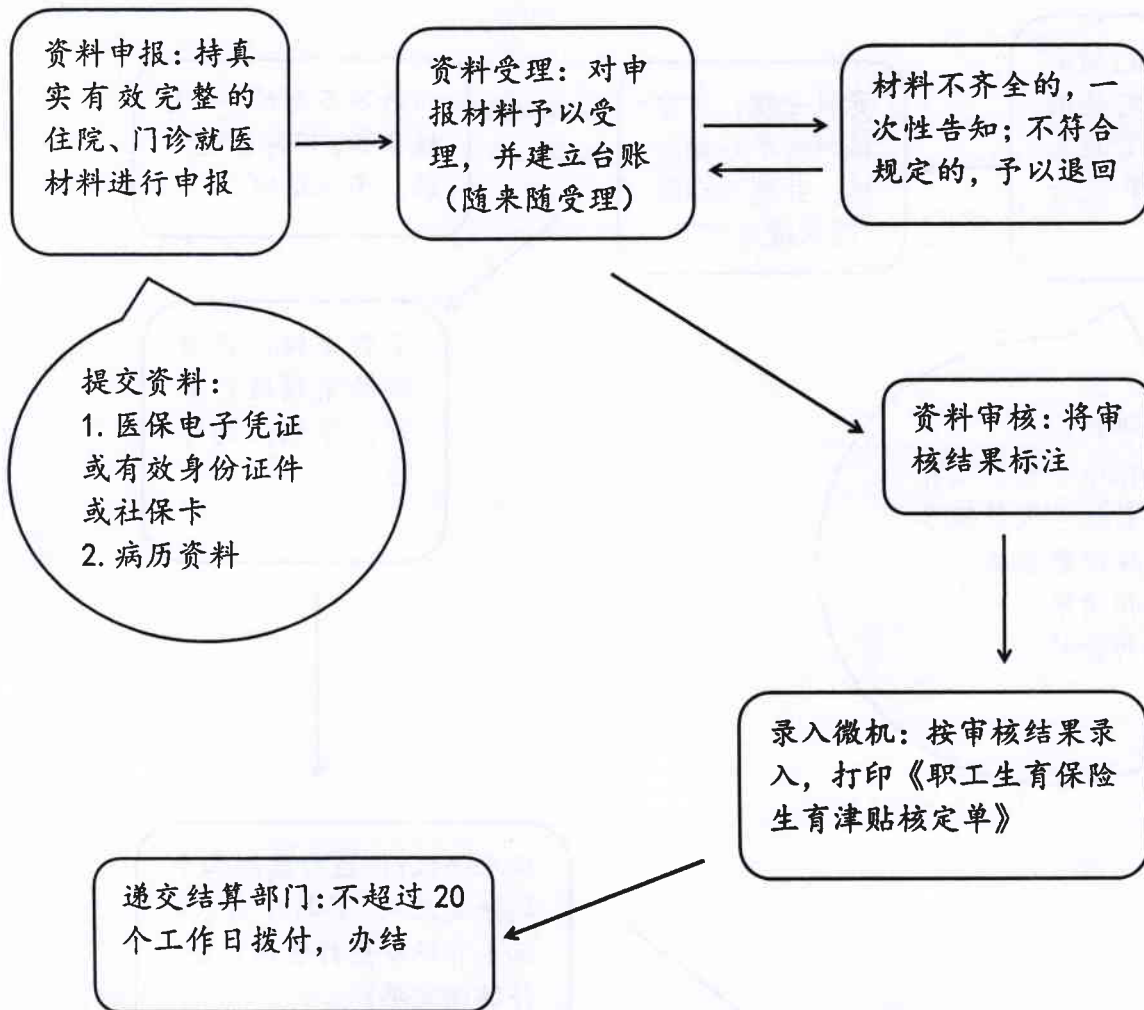 资料申报：持真
实有效完整的
住院、门诊就医
材料进行申报
资料受理：对申
报材料予以受
理，并建立台账
（随来随受理）
材料不齐全的，一
次性告知；不符合
规定的，予以退回
提交资料：
1. 医保电子凭证
或有效身份证件
或社保卡
2. 病历资料
资料审核：将审
核结果标注
录入微机：按审核结果录
入，打印《职工生育保险
生育津贴核定单》
递交结算部门：不超过 20
个工作日拨付，办结